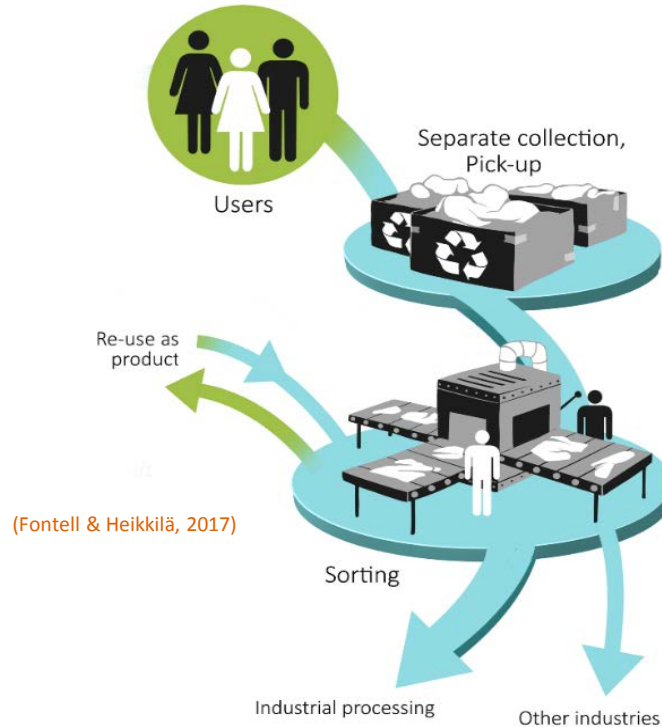 Separate collection,
Pick-up
Users
Re-use as
product
(Fontell & Heikkilä, 2017)
Sorting
Industrial processing
Other industries